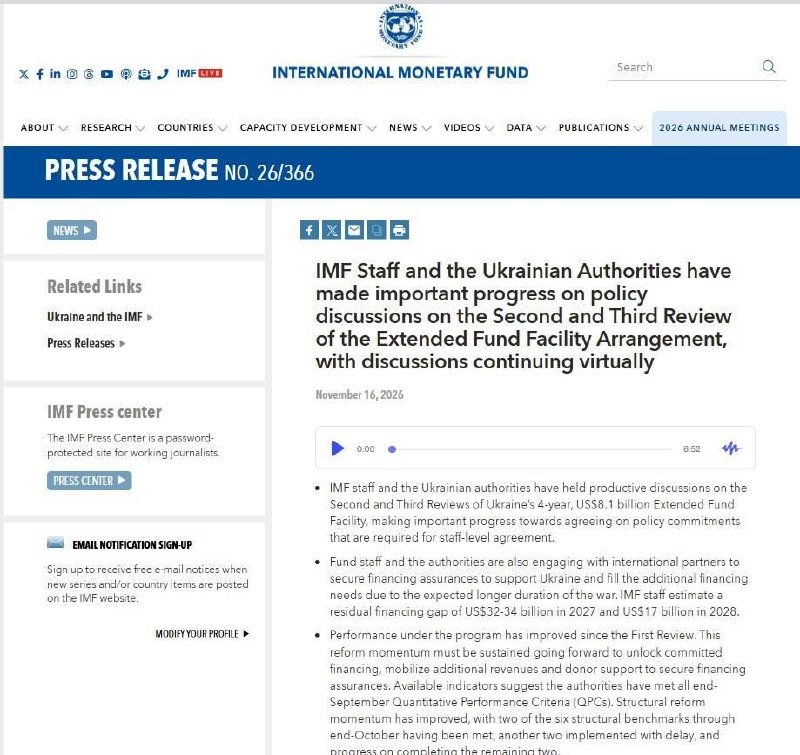 INTERNATIONAL MONETARY FUND
IMF LIVE
INTERNATIONAL MONETARY FUND
Search
ABOUT RESEARCH COUNTRIES CAPACITY DEVELOPMENT NEWS VIDEOS DATA PUBLICATIONS 2026 ANNUAL MEETINGS
PRESS RELEASE NO. 26/366
NEWS
Related Links
Ukraine and the IMF
Press Releases
IMF Press center
The IMF Press Center is a password-
protected site for working journalists.
PRESS CENTER
EMAIL NOTIFICATION SIGN-UP
Sign up to receive free e-mail notices when
new series and/or country items are posted
on the IMF website.
MODIFY YOUR PROFILE
IMF Staff and the Ukrainian Authorities have
made important progress on policy
discussions on the Second and Third Review
of the Extended Fund Facility Arrangement,
with discussions continuing virtually
November 16, 2026
0:00 6:52
• IMF staff and the Ukrainian authorities have held productive discussions on the
Second and Third Reviews of Ukraine's 4-year, US$8.1 billion Extended Fund
Facility, making important progress towards agreeing on policy commitments
that are required for staff-level agreement.
• Fund staff and the authorities are also engaging with international partners to
secure financing assurances to support Ukraine and fill the additional financing
needs due to the expected longer duration of the war. IMF staff estimate a
residual financing gap of US$32-34 billion in 2027 and US$17 billion in 2028.
• Performance under the program has improved since the First Review. This
reform momentum must be sustained going forward to unlock committed
financing, mobilize additional revenues and donor support to secure financing
assurances. Available indicators suggest the authorities have met all end-
September Quantitative Performance Criteria (QPCs). Structural reform
momentum has improved, with two of the six structural benchmarks through
end-October having been met, another two implemented with delay, and
progress on completing the remaining two.